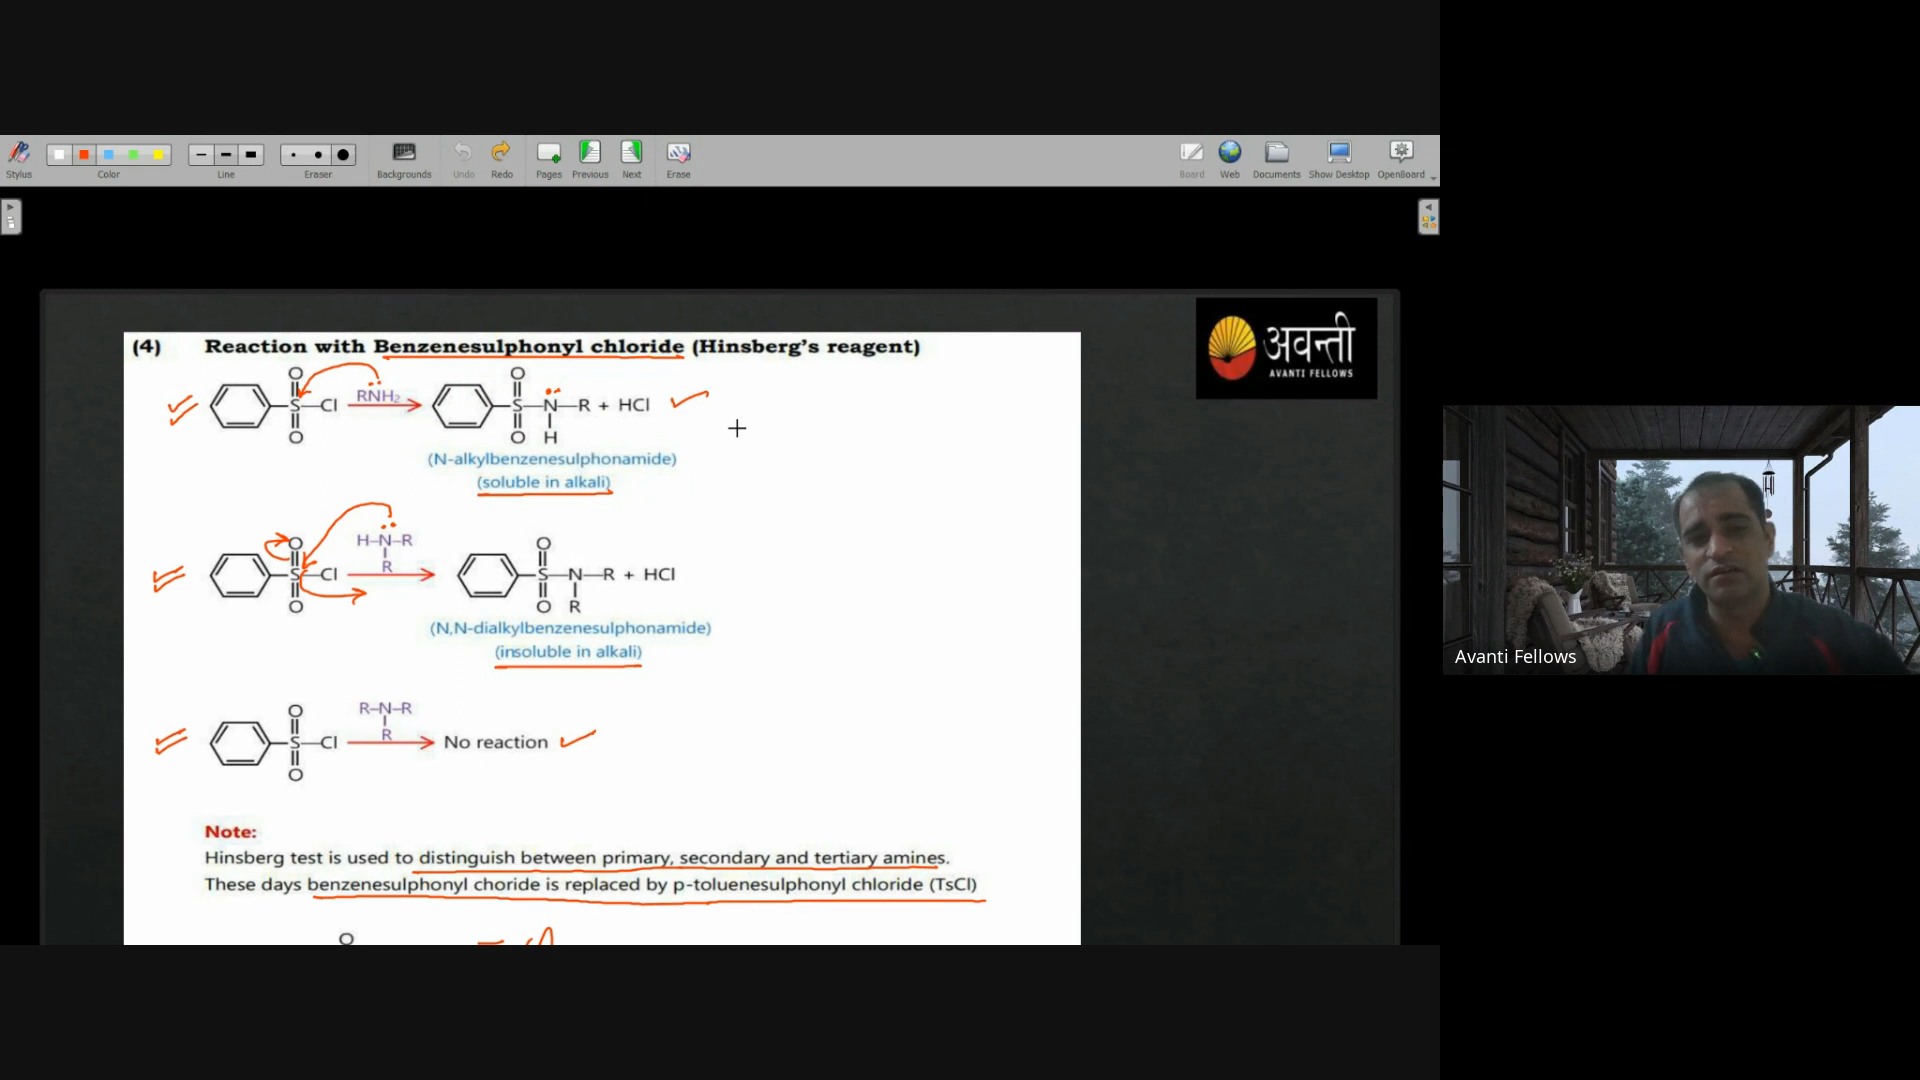 Stylus
Color
Line
Eraser
Backgrounds
Undo
Redo
Pages
Previous
Next
Erase
Board
Web
Documents
Show Desktop
OpenBoard
अवन्ती
AVANTI FELLOWS
(4) Reaction with Benzenesulphonyl chloride (Hinsberg's reagent)
O O
RNH₂
S—Cl S—N—R + HCl
O O H
(N-alkylbenzenesulphonamide)
(soluble in alkali)
O H–N–R O
R
S—Cl S—N—R + HCl
O O R
(N,N-dialkylbenzenesulphonamide)
(insoluble in alkali)
O R–N–R
R
S—Cl No reaction
O
Note:
Hinsberg test is used to distinguish between primary, secondary and tertiary amines.
These days benzenesulphonyl choride is replaced by p-toluenesulphonyl chloride (TsCl)
O
Avanti Fellows